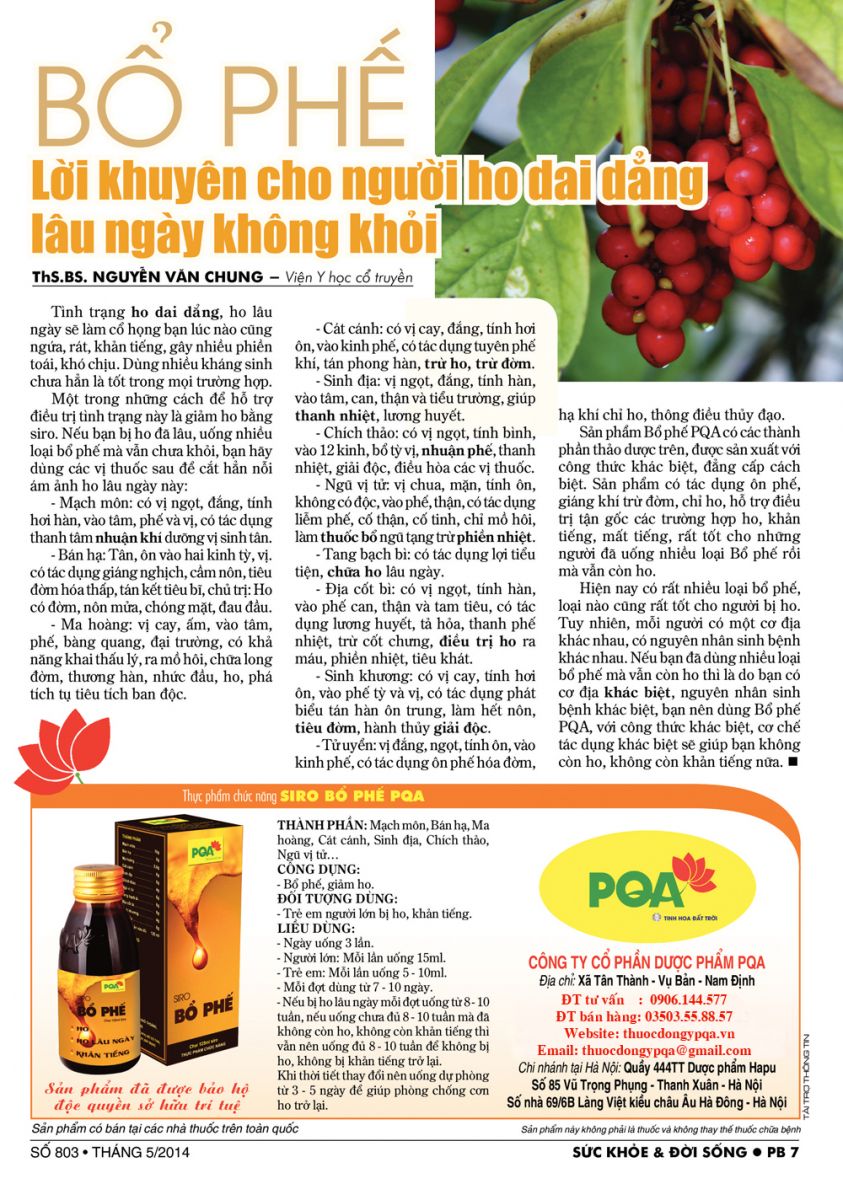 BỔ PHẾ
Lời khuyên cho người ho dai dẳng
lâu ngày không khỏi
ThS.BS. NGUYỄN VĂN CHUNG – Viện Y học cổ truyền
Tình trạng ho dai dẳng, ho lâu
ngày sẽ làm cổ họng bạn lúc nào cũng
ngứa, rát, khản tiếng, gây nhiều phiền
toái, khó chịu. Dùng nhiều kháng sinh
chưa hẳn là tốt trong mọi trường hợp.
Một trong những cách để hỗ trợ
điều trị tình trạng này là giảm ho bằng
siro. Nếu bạn bị ho đã lâu, uống nhiều
loại bổ phế mà vẫn chưa khỏi, bạn hãy
dùng các vị thuốc sau để cắt hẳn nỗi
ám ảnh ho lâu ngày này:
- Mạch môn: có vị ngọt, đắng, tính
hơi hàn, vào tâm, phế và vị, có tác dụng
thanh tâm nhuận khí dưỡng vị sinh tân.
- Bán hạ: Tân, ôn vào hai kinh tỳ, vị.
có tác dụng giáng nghịch, cầm nôn, tiêu
đờm hóa thấp, tán kết tiêu bĩ, chủ trị: Ho
có đờm, nôn mửa, chóng mặt, đau đầu.
- Ma hoàng: vị cay, ấm, vào tâm,
phế, bàng quang, đại trường, có khả
năng khai thấu lý, ra mồ hôi, chữa long
đờm, thương hàn, nhức đầu, ho, phá
tích tụ tiêu tích ban độc.
- Cát cánh: có vị cay, đắng, tính hơi
ôn, vào kinh phế, có tác dụng tuyên phế
khí, tán phong hàn, trừ ho, trừ đờm.
- Sinh địa: vị ngọt, đắng, tính hàn,
vào tâm, can, thận và tiểu trường, giúp
thanh nhiệt, lương huyết.
- Chích thảo: có vị ngọt, tính bình,
vào 12 kinh, bổ tỳ vị, nhuận phế, thanh
nhiệt, giải độc, điều hòa các vị thuốc.
- Ngũ vị tử: vị chua, mặn, tính ôn,
không có độc, vào phế, thận, có tác dụng
liễm phế, cố thận, cố tinh, chỉ mồ hôi,
làm thuốc bổ ngũ tạng trừ phiền nhiệt.
- Tang bạch bì: có tác dụng lợi tiểu
tiện, chữa ho lâu ngày.
- Địa cốt bì: có vị ngọt, tính hàn,
vào phế can, thận và tam tiêu, có tác
dụng lương huyết, tả hỏa, thanh phế
nhiệt, trừ cốt chưng, điều trị ho ra
máu, phiền nhiệt, tiêu khát.
- Sinh khương: có vị cay, tính hơi
ôn, vào phế tỳ và vị, có tác dụng phát
biểu tán hàn ôn trung, làm hết nôn,
tiêu đờm, hành thủy giải độc.
- Tử uyển: vị đắng, ngọt, tính ôn, vào
kinh phế, có tác dụng ôn phế hóa đờm,
hạ khí chỉ ho, thông điều thủy đạo.
Sản phẩm Bổ phế PQA có các thành
phần thảo dược trên, được sản xuất với
công thức khác biệt, đẳng cấp cách
biệt. Sản phẩm có tác dụng ôn phế,
giáng khí trừ đờm, chỉ ho, hỗ trợ điều
trị tận gốc các trường hợp ho, khản
tiếng, mất tiếng, rất tốt cho những
người đã uống nhiều loại Bổ phế rồi
mà vẫn còn ho.
Hiện nay có rất nhiều loại bổ phế,
loại nào cũng rất tốt cho người bị ho.
Tuy nhiên, mỗi người có một cơ địa
khác nhau, có nguyên nhân sinh bệnh
khác nhau. Nếu bạn đã dùng nhiều loại
bổ phế mà vẫn còn ho thì là do bạn có
cơ địa khác biệt, nguyên nhân sinh
bệnh khác biệt, bạn nên dùng Bổ phế
PQA, với công thức khác biệt, cơ chế
tác dụng khác biệt sẽ giúp bạn không
còn ho, không còn khản tiếng nữa. ■
Thực phẩm chức năng SIRO BỔ PHẾ PQA
PQA
SIRO
BỔ PHẾ
Chai 125ml siro
THỰC PHẨM CHỨC NĂNG
PQA
SIRO
BỔ PHẾ
HO
HO LÂU NGÀY
KHẢN TIẾNG
Sản phẩm đã được bảo hộ
độc quyền sở hữu trí tuệ
THÀNH PHẦN: Mạch môn, Bán hạ, Ma
hoàng, Cát cánh, Sinh địa, Chích thảo,
Ngũ vị tử...
CÔNG DỤNG:
- Bổ phế, giảm ho.
ĐỐI TƯỢNG DÙNG:
- Trẻ em người lớn bị ho, khản tiếng.
LIỀU DÙNG:
- Ngày uống 3 lần.
- Người lớn: Mỗi lần uống 15ml.
- Trẻ em: Mỗi lần uống 5 - 10ml.
- Mỗi đợt dùng từ 7 - 10 ngày.
- Nếu bị ho lâu ngày mỗi đợt uống từ 8 - 10
tuần, nếu uống chưa đủ 8 - 10 tuần mà đã
không còn ho, không còn khản tiếng thì
vẫn nên uống đủ 8 - 10 tuần để không bị
ho, không bị khản tiếng trở lại.
Khi thời tiết thay đổi nên uống dự phòng
từ 3 - 5 ngày để giúp phòng chống cơn
ho trở lại.
PQA
TINH HOA ĐẤT TRỜI
CÔNG TY CỔ PHẦN DƯỢC PHẨM PQA
Địa chỉ: Xã Tân Thành - Vụ Bản - Nam Định
ĐT tư vấn : 0906.144.577
ĐT bán hàng: 03503.55.88.57
Website: thuocdongypqa.vn
Email: thuocdongypqa@gmail.com
Chi nhánh tại Hà Nội: Quầy 444TT Dược phẩm Hapu
Số 85 Vũ Trọng Phụng - Thanh Xuân - Hà Nội
Số nhà 69/6B Làng Việt kiều châu Âu Hà Đông - Hà Nội
TÀI TRỢ THÔNG TIN
Sản phẩm có bán tại các nhà thuốc trên toàn quốc
Sản phẩm này không phải là thuốc và không thay thế thuốc chữa bệnh
SỐ 803 • THÁNG 5/2014
SỨC KHỎE & ĐỜI SỐNG ● PB 7